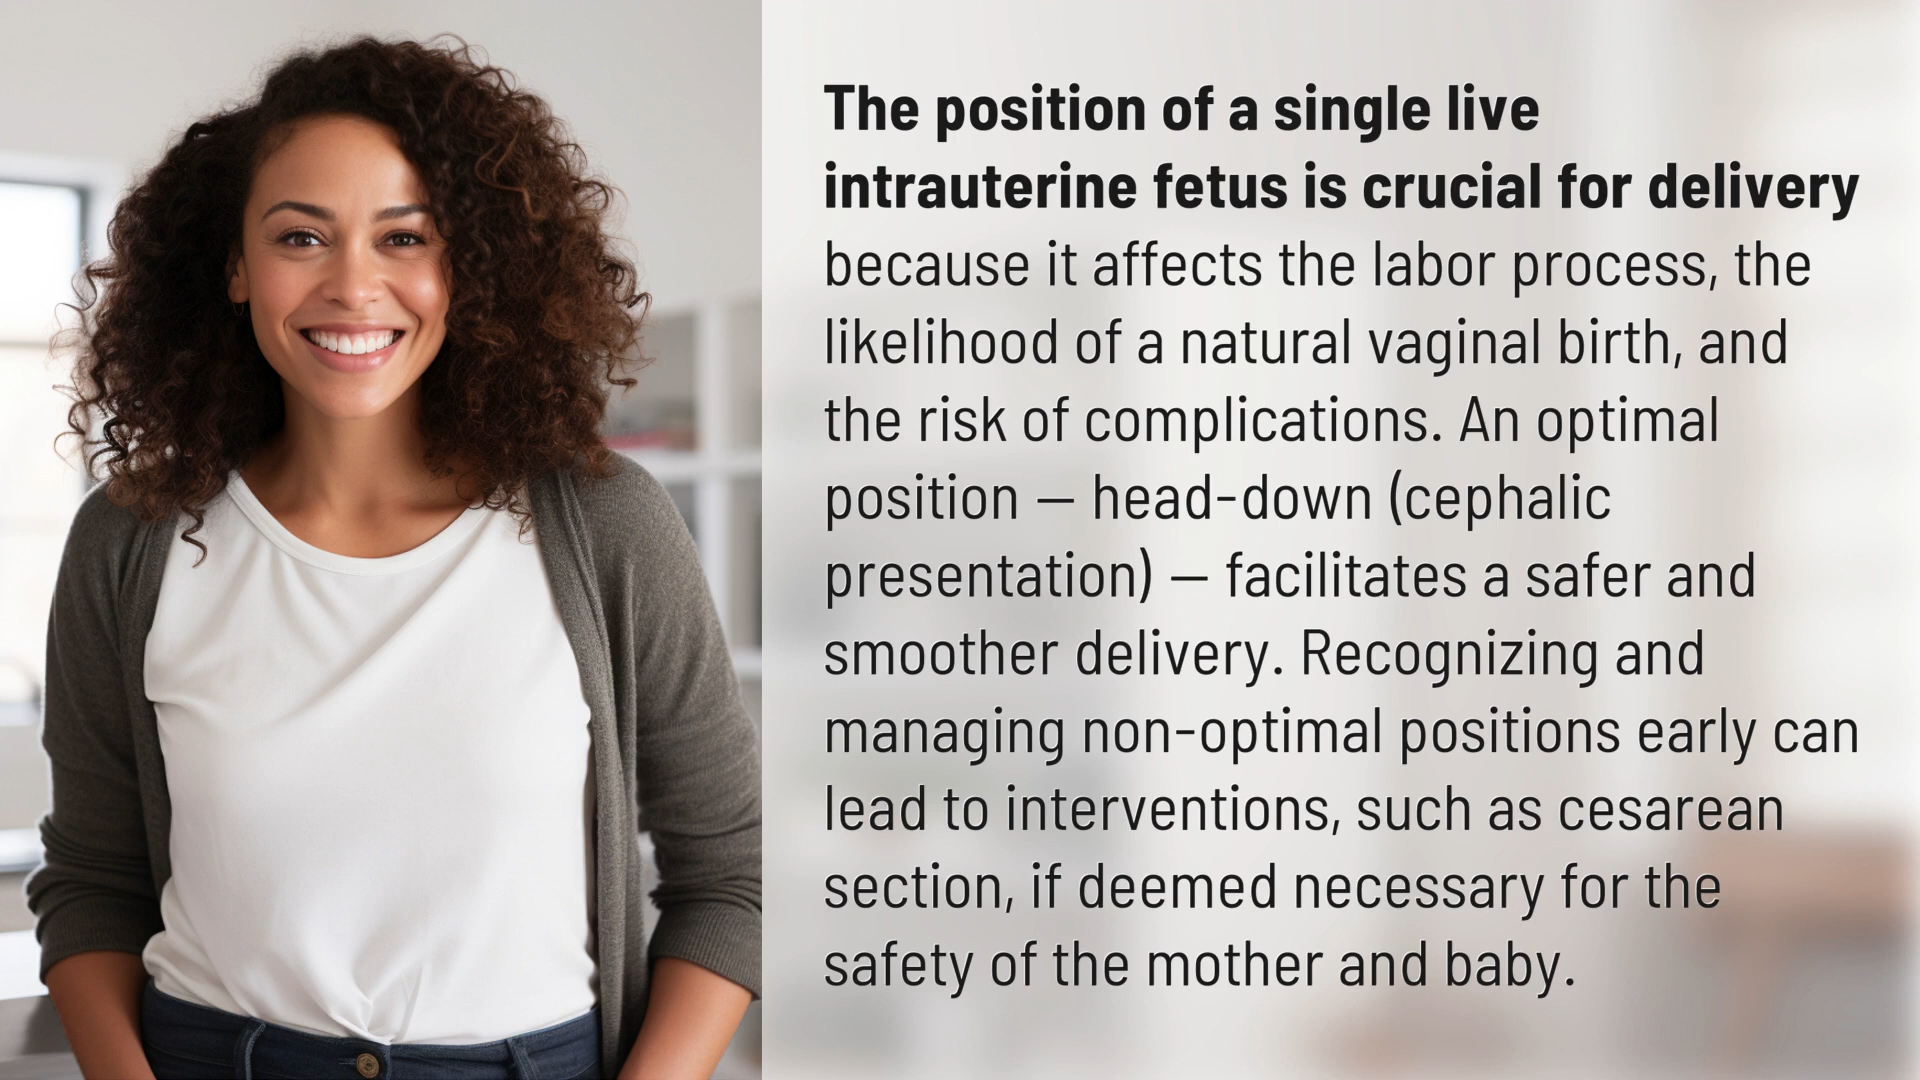 The position of a single live
intrauterine fetus is crucial for delivery
because it affects the labor process, the
likelihood of a natural vaginal birth, and
the risk of complications. An optimal
position — head-down (cephalic
presentation) — facilitates a safer and
smoother delivery. Recognizing and
managing non-optimal positions early can
lead to interventions, such as cesarean
section, if deemed necessary for the
safety of the mother and baby.